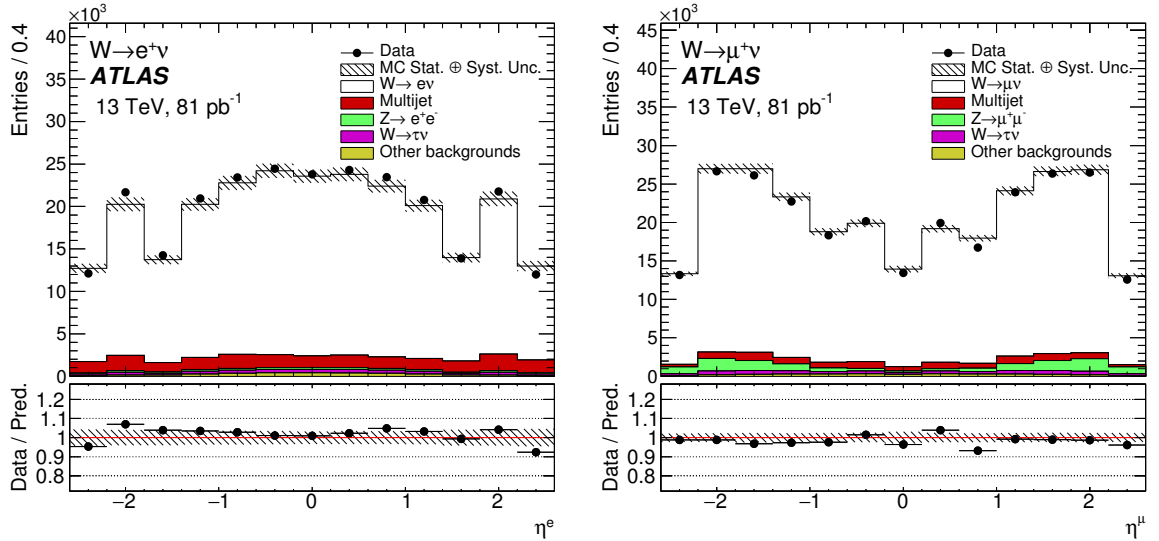 ×10³
Entries / 0.4
40
35
30
25
20
15
10
5
0
W→e⁺ν
ATLAS
13 TeV, 81 pb⁻¹
Data
MC Stat. ⊕ Syst. Unc.
W→ eν
Multijet
Z→ e⁺e⁻
W→τν
Other backgrounds
Data / Pred.
1.2
1.1
1
0.9
0.8
−2 −1 0 1 2
ηᵉ
×10³
Entries / 0.4
45
40
35
30
25
20
15
10
5
0
W→μ⁺ν
ATLAS
13 TeV, 81 pb⁻¹
Data
MC Stat. ⊕ Syst. Unc.
W→μν
Multijet
Z→μ⁺μ⁻
W→τν
Other backgrounds
Data / Pred.
1.2
1.1
1
0.9
0.8
−2 −1 0 1 2
η^μ